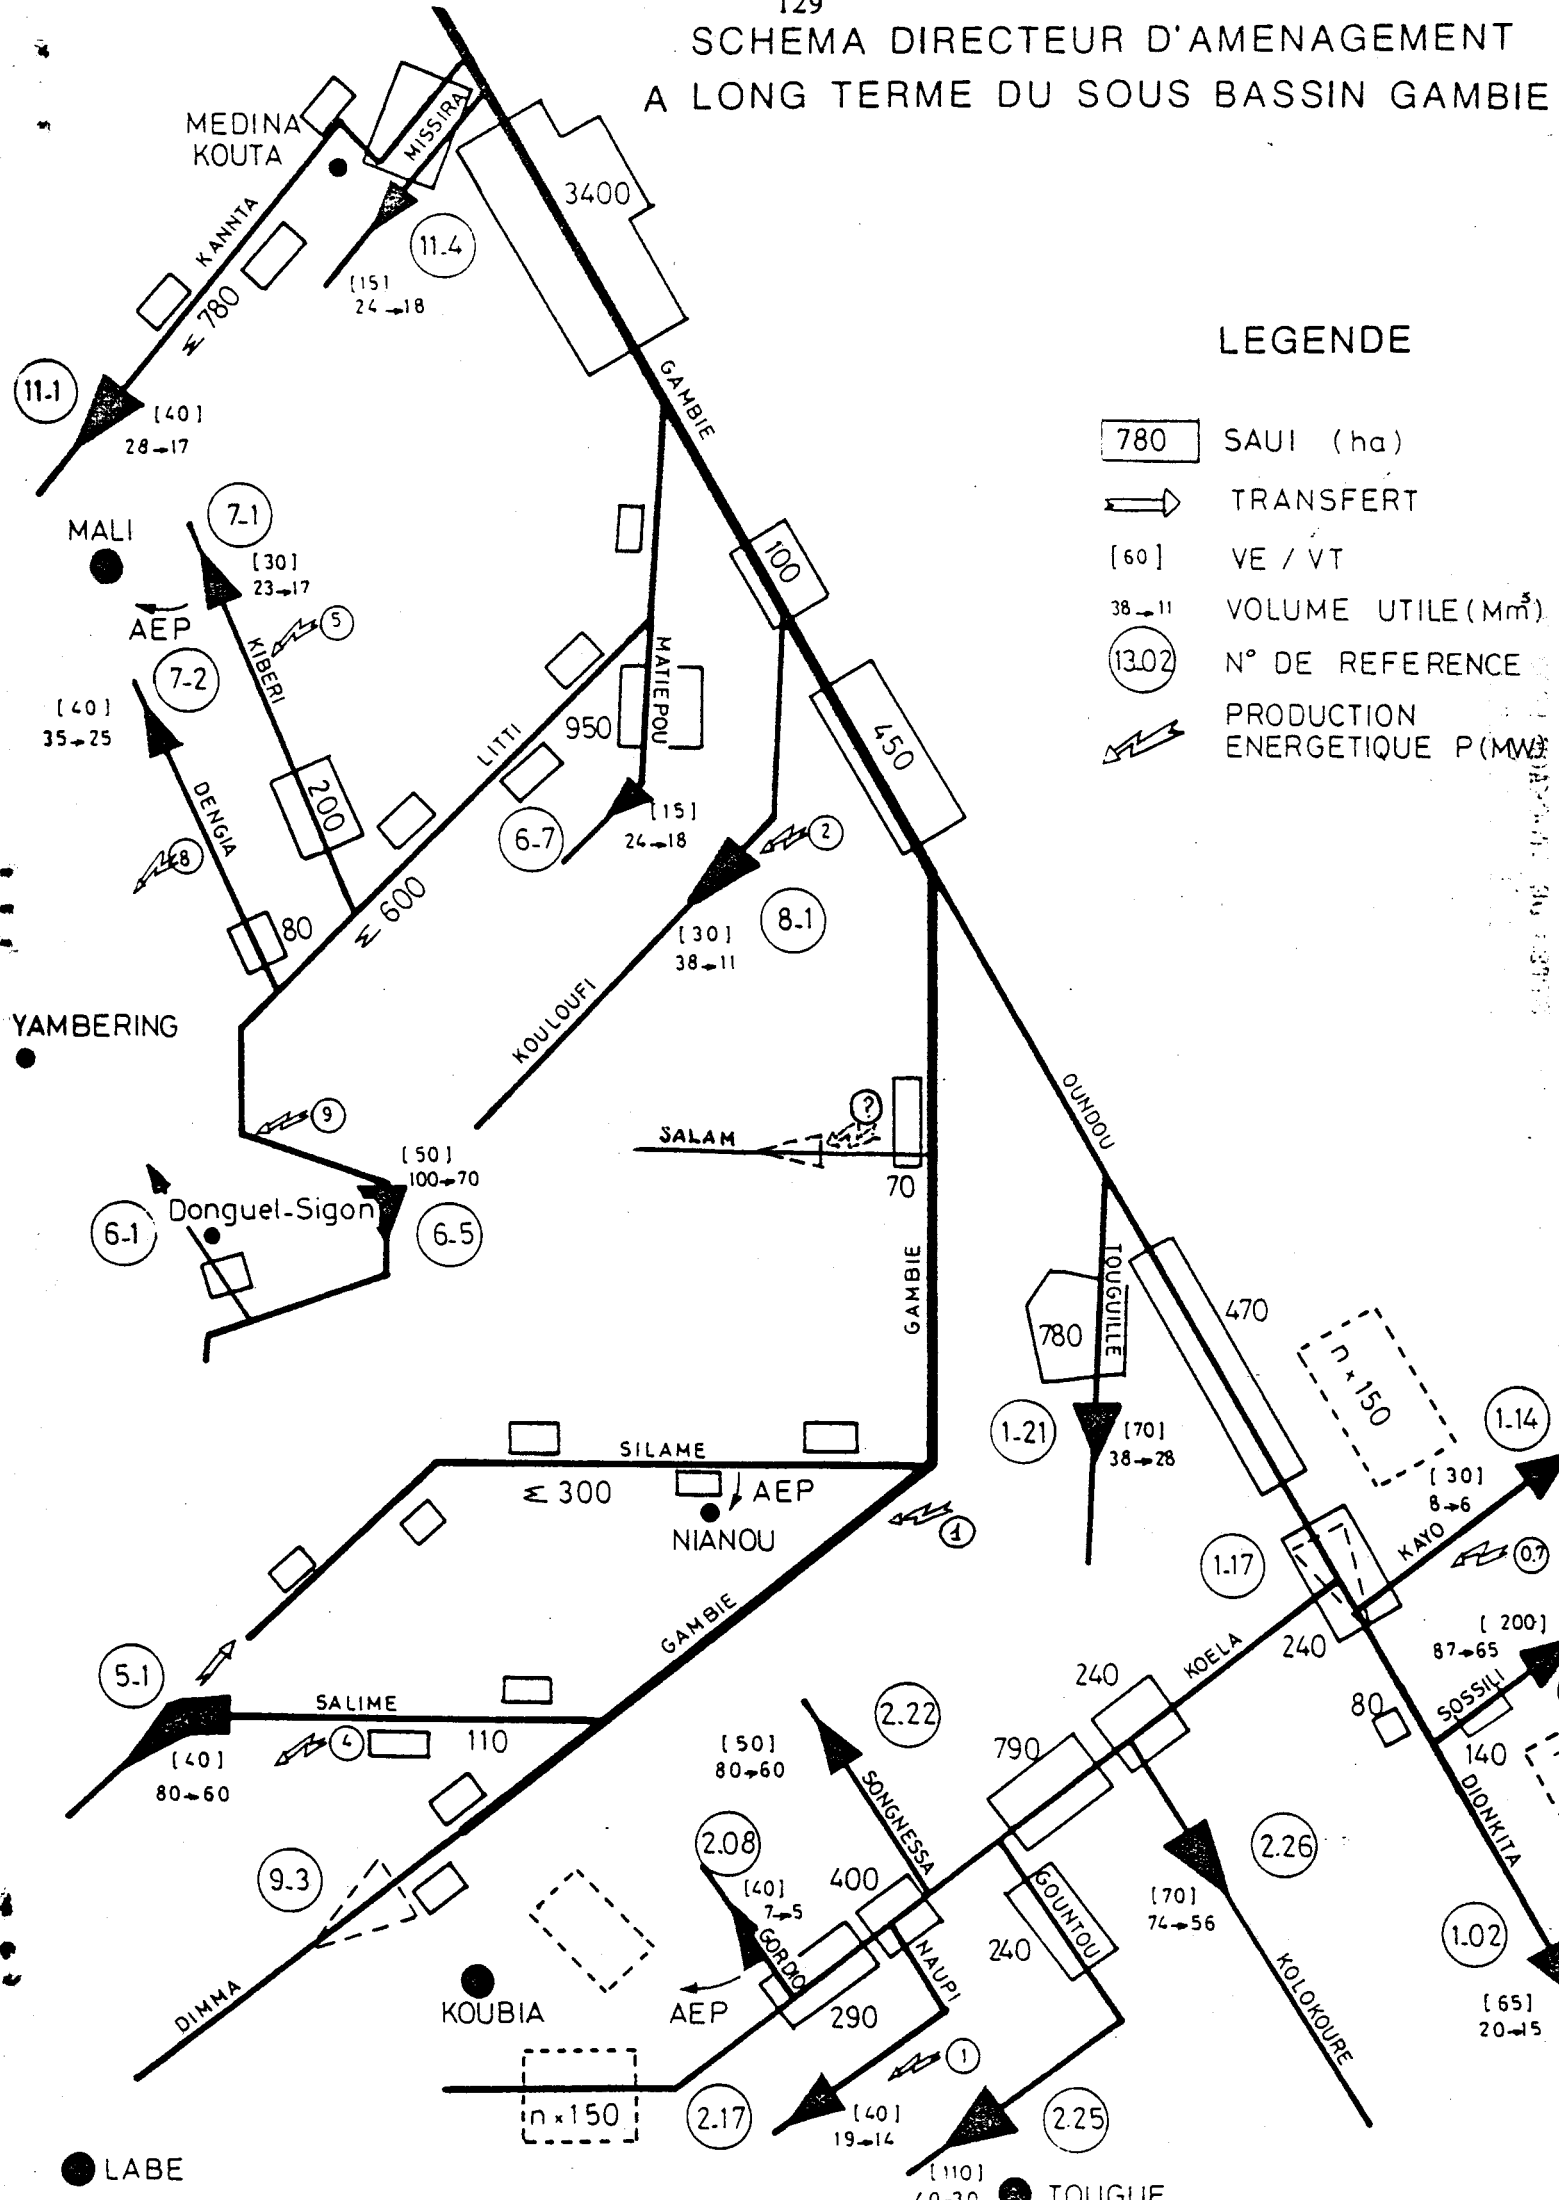 129
SCHEMA DIRECTEUR D'AMENAGEMENT
A LONG TERME DU SOUS BASSIN GAMBIE
MEDINA
KOUTA
MISSIRA
3400
KANNTA
11.4
[15]
24→18
Σ 780
LEGENDE
11.1
[40]
28→17
GAMBIE
780 SAUI (ha)
TRANSFERT
[60] VE / VT
38→11 VOLUME UTILE (Mm³)
13.02 N° DE REFERENCE
PRODUCTION
ENERGETIQUE P(MW)
MALI
7-1
[30]
23→17
100
AEP
5
KIBERI
7-2
[40]
35→25
MATIEPOU
950
LITTI
450
DENGIA
200
6-7
[15]
24→18
2
8
80
Σ 600
8-1
[30]
38→11
KOULOUFI
YAMBERING
OUNDOU
9
?
SALAM
70
[50]
100→70
Donguel-Sigon
6-1
6-5
GAMBIE
TOUGUILLE
780
470
n×150
1-21
[70]
38→28
1-14
[30]
8→6
SILAME
Σ 300
AEP
NIANOU
1
KAYO
0.7
1-17
GAMBIE
240
[200]
87→65
SOSSILI
5-1
SALIME
4
110
[40]
80→60
KOELA
240
80
140
2.22
[50]
80→60
790
SONGNESSA
DIONKITA
2.08
[40]
7→5
400
9.3
2.26
[70]
74→56
GORDIO
GOUNTOU
240
NAUPI
1.02
[65]
20→15
DIMMA
KOUBIA
AEP
290
KOLOKOURE
1
n×150
2.17
[40]
19→14
2.25
[110]
40→30
LABE
TOUGUE